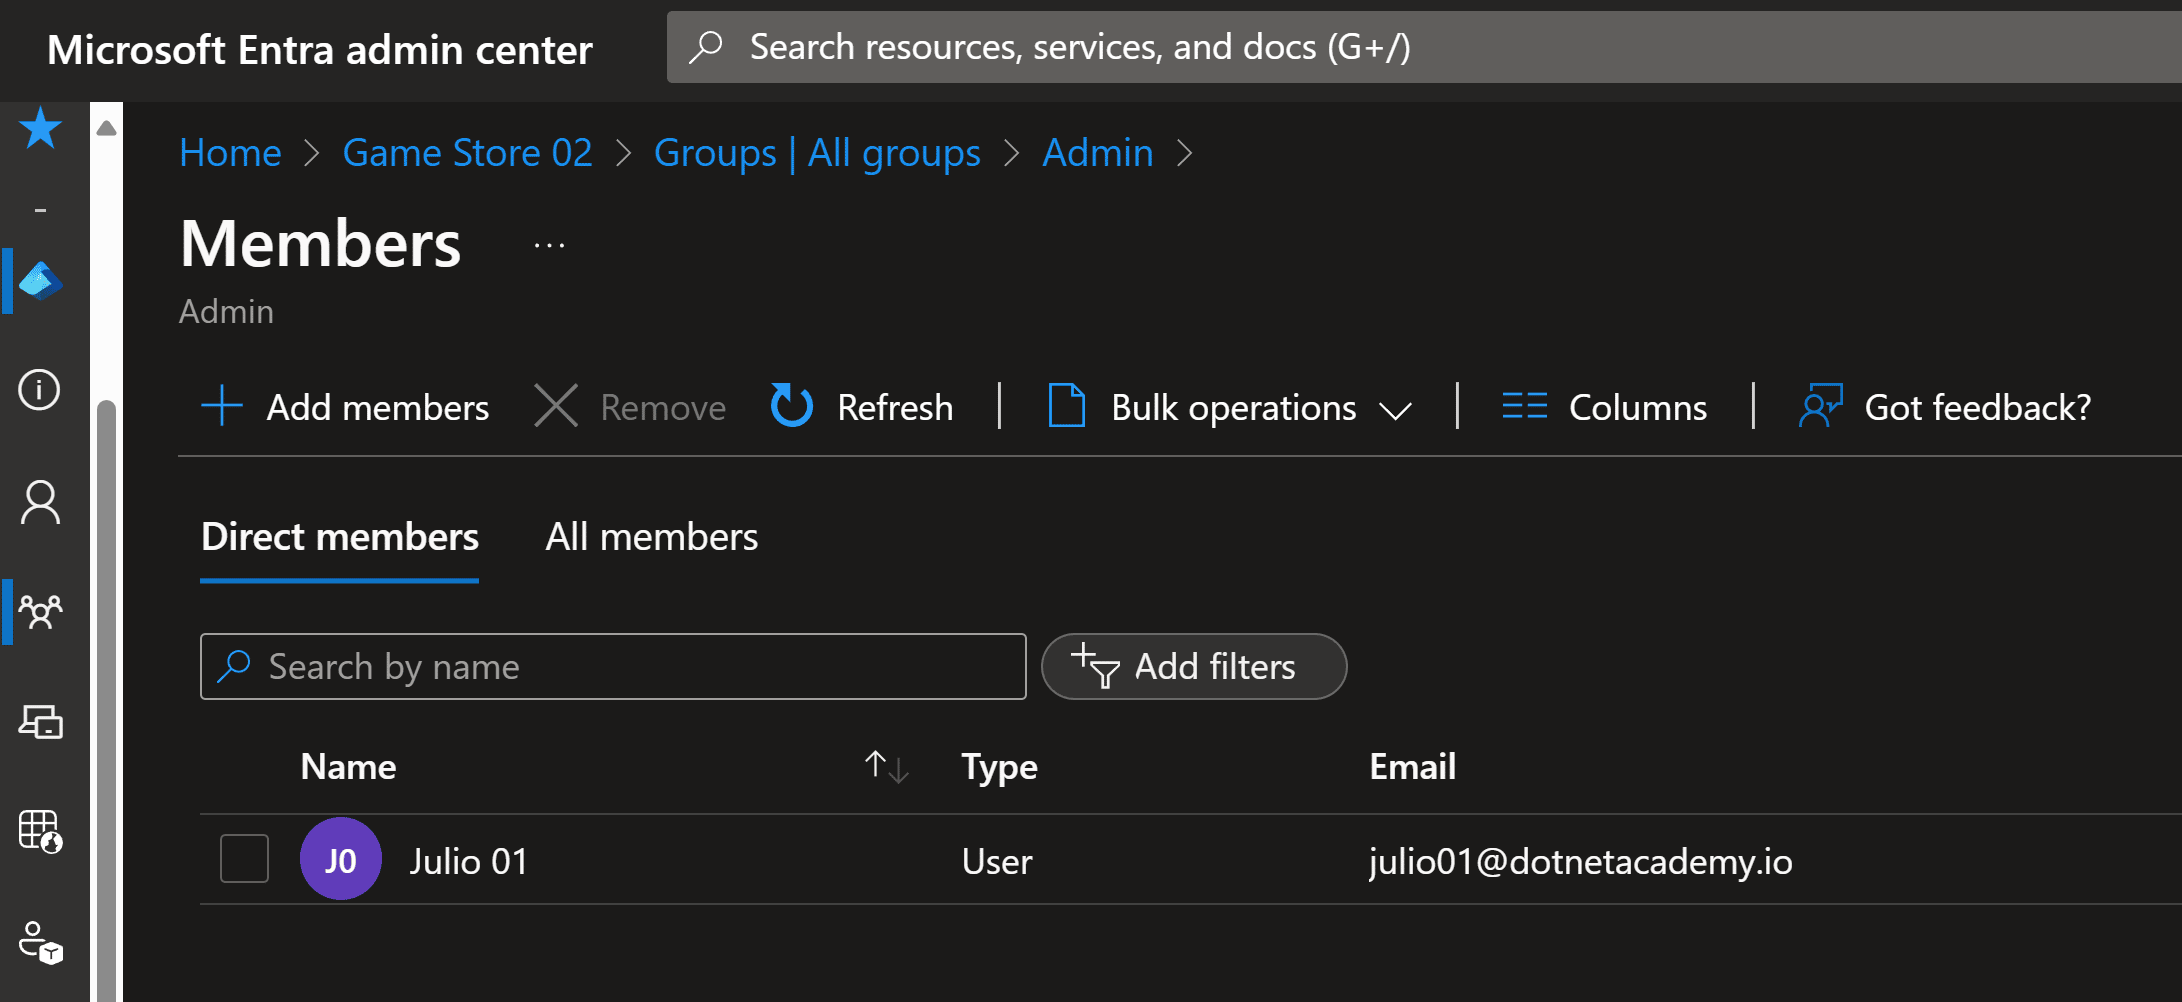 Microsoft Entra admin center
Search resources, services, and docs (G+/)
Home > Game Store 02 > Groups | All groups > Admin >
Members ...
Admin
Add members Remove Refresh | Bulk operations | Columns | Got feedback?
Direct members All members
Search by name Add filters
Name Type Email
J0 Julio 01 User julio01@dotnetacademy.io